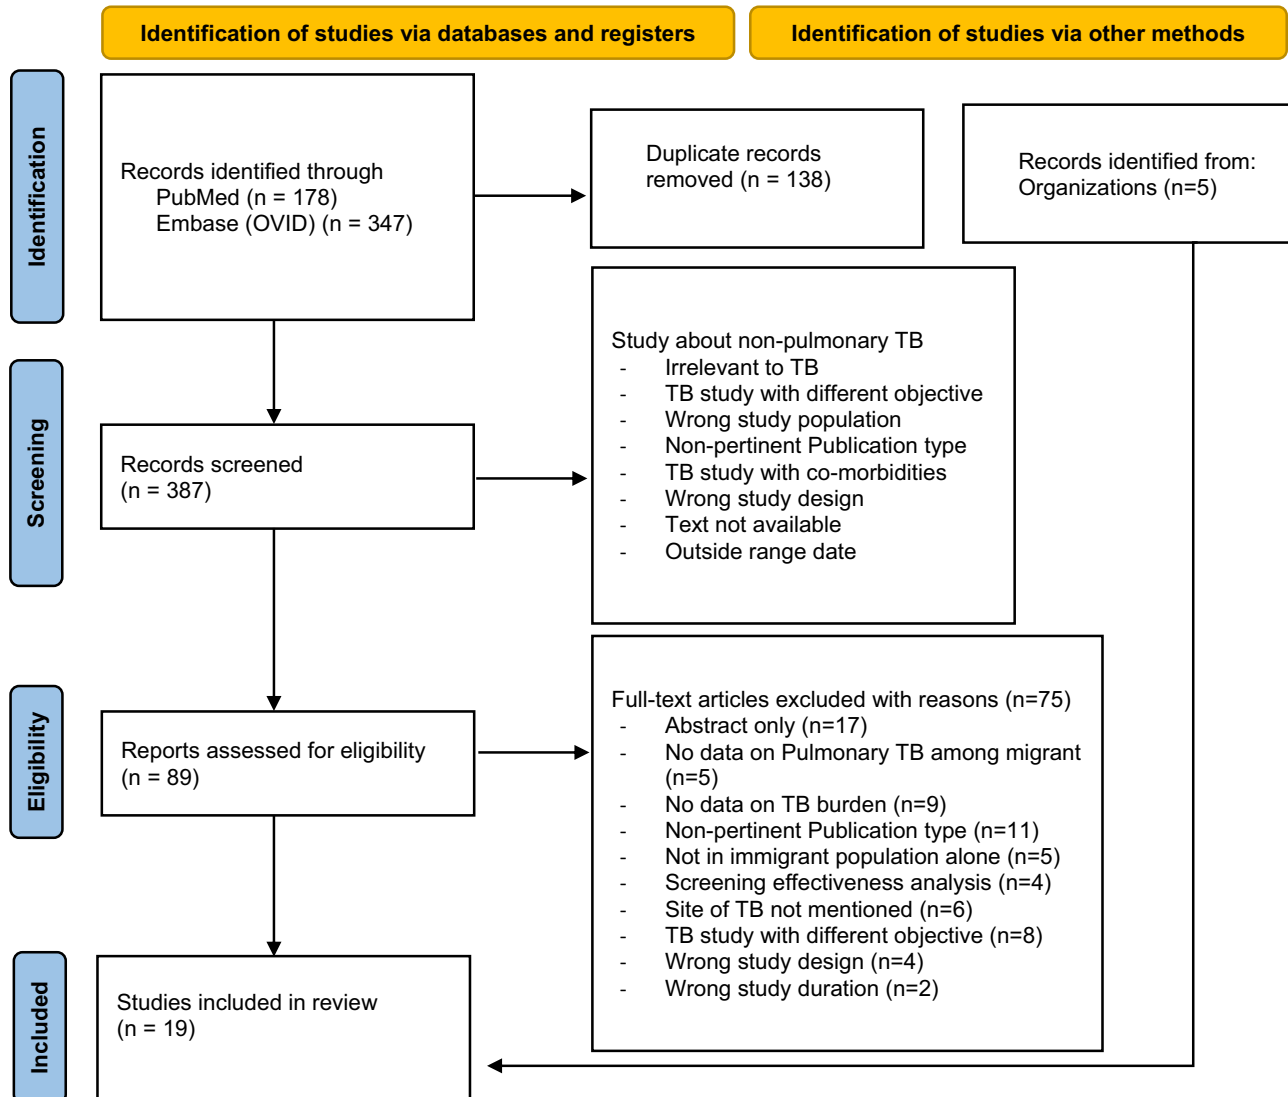 Identification of studies via databases and registers
Identification of studies via other methods
Identification
Records identified through
PubMed (n = 178)
Embase (OVID) (n = 347)
Duplicate records
removed (n = 138)
Records identified from:
Organizations (n=5)
Screening
Records screened
(n = 387)
Study about non-pulmonary TB
- Irrelevant to TB
- TB study with different objective
- Wrong study population
- Non-pertinent Publication type
- TB study with co-morbidities
- Wrong study design
- Text not available
- Outside range date
Eligibility
Reports assessed for eligibility
(n = 89)
Full-text articles excluded with reasons (n=75)
- Abstract only (n=17)
- No data on Pulmonary TB among migrant
(n=5)
- No data on TB burden (n=9)
- Non-pertinent Publication type (n=11)
- Not in immigrant population alone (n=5)
- Screening effectiveness analysis (n=4)
- Site of TB not mentioned (n=6)
- TB study with different objective (n=8)
- Wrong study design (n=4)
- Wrong study duration (n=2)
Included
Studies included in review
(n = 19)